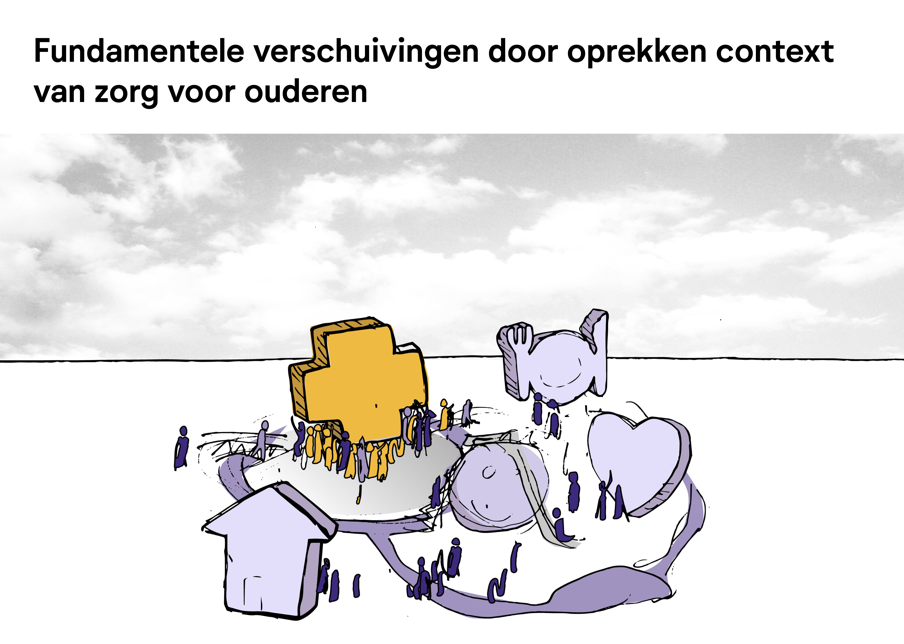 Fundamentele verschuivingen door oprekken context
van zorg voor ouderen